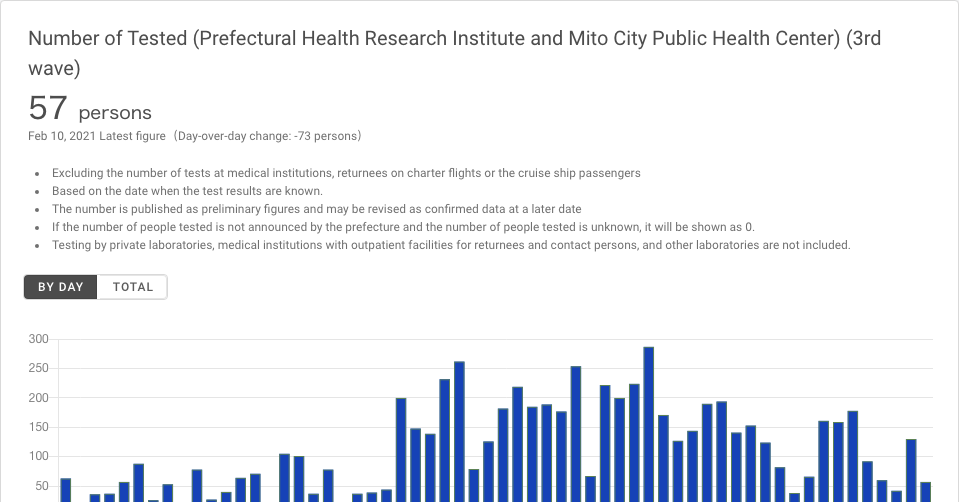 Number of Tested (Prefectural Health Research Institute and Mito City Public Health Center) (3rd
wave)
57 persons
Feb 10, 2021 Latest figure（Day-over-day change: -73 persons）
• Excluding the number of tests at medical institutions, returnees on charter flights or the cruise ship passengers
• Based on the date when the test results are known.
• The number is published as preliminary figures and may be revised as confirmed data at a later date
• If the number of people tested is not announced by the prefecture and the number of people tested is unknown, it will be shown as 0.
• Testing by private laboratories, medical institutions with outpatient facilities for returnees and contact persons, and other laboratories are not included.
BY DAY TOTAL
300
250
200
150
100
50